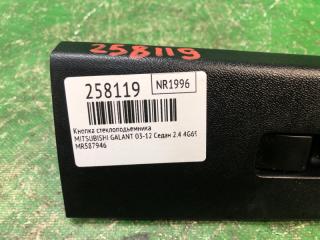 258119
258119
NR1996
Кнопка стеклоподъемника
MITSUBISHI GALANT 03-12 Седан 2.4 4G69
MR587946